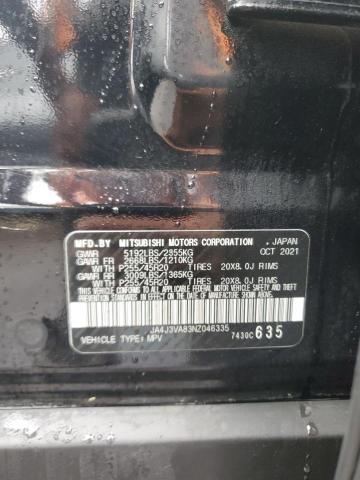 MFD.BY MITSUBISHI MOTORS CORPORATION .JAPAN
GVWR 5192LBS/2355KG OCT 2021
GAWR FR 2668LBS/1210KG
WITH P255/45R20 TIRES 20X8.0J RIMS
GAWR RR 3009LBS/1365KG
WITH P255/45R20 TIRES 20X8.0J RIMS
THIS VEHICLE CONFORMS TO ALL APPLICABLE
FEDERAL MOTOR VEHICLE SAFETY AND BUMPER
STANDARDS IN EFFECT ON THE DATE OF
MANUFACTURE SHOWN ABOVE.
JA4J3VA83NZ046335
VEHICLE TYPE:MPV 7430C 635